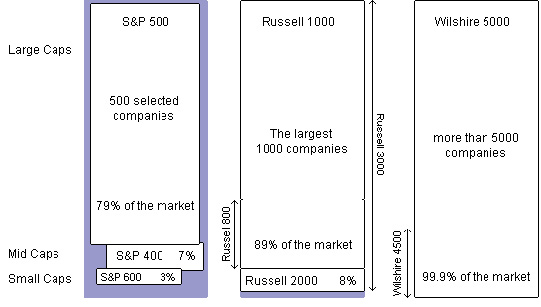 S&P 500
Russell 1000
Wilshire 5000
Large Caps
500 selected
companies
The largest
1000 companies
Russell 3000
more than 5000
companies
79% of the market
Russel 800
89% of the market
Wilshire 4500
99.9% of the market
Mid Caps
S&P 400 7%
Small Caps
S&P 600 3%
Russell 2000 8%